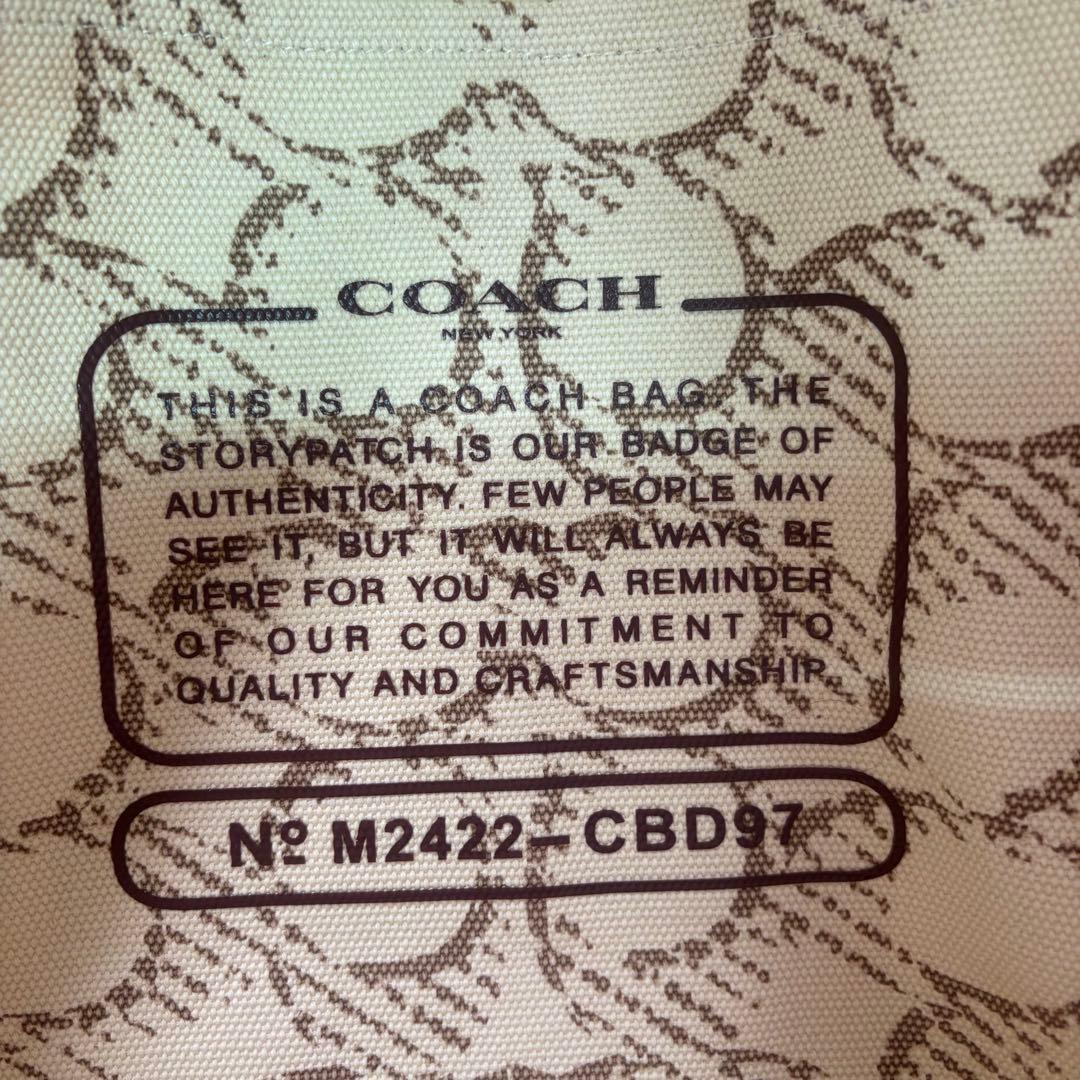 COACH
NEW YORK
THIS IS A COACH BAG. THE
STORYPATCH IS OUR BADGE OF
AUTHENTICITY. FEW PEOPLE MAY
SEE IT, BUT IT WILL ALWAYS BE
HERE FOR YOU AS A REMINDER
OF OUR COMMITMENT TO
QUALITY AND CRAFTSMANSHIP.
Nº M2422-CBD97